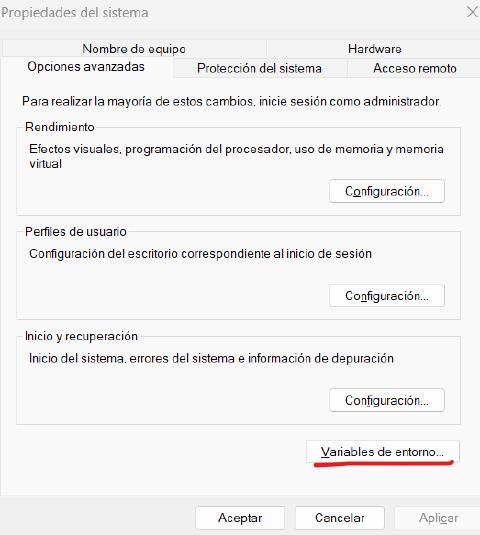 Propiedades del sistema
Nombre de equipo
Hardware
Opciones avanzadas
Protección del sistema
Acceso remoto
Para realizar la mayoría de estos cambios, inicie sesión como administrador.
Rendimiento
Efectos visuales, programación del procesador, uso de memoria y memoria
virtual
Configuración...
Perfiles de usuario
Configuración del escritorio correspondiente al inicio de sesión
Configuración...
Inicio y recuperación
Inicio del sistema, errores del sistema e información de depuración
Configuración...
Variables de entorno...
Aceptar
Cancelar
Aplicar